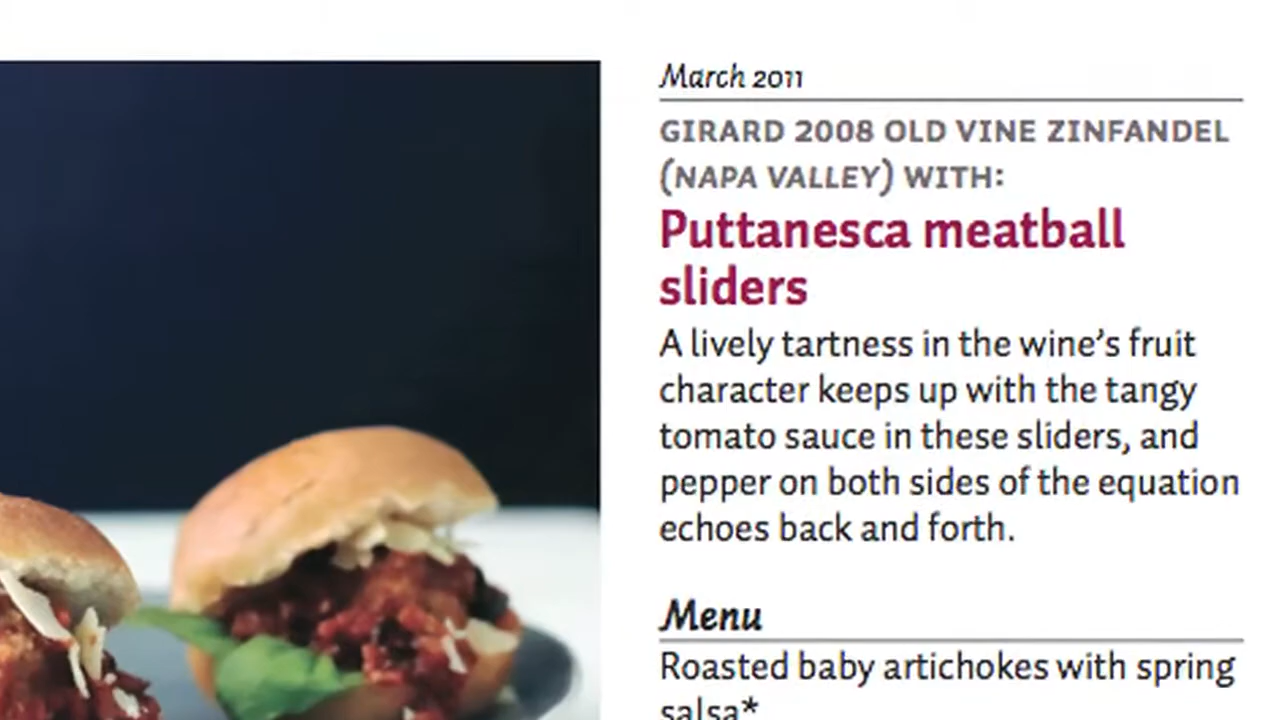 March 2011
GIRARD 2008 OLD VINE ZINFANDEL
(NAPA VALLEY) WITH:
Puttanesca meatball
sliders
A lively tartness in the wine’s fruit
character keeps up with the tangy
tomato sauce in these sliders, and
pepper on both sides of the equation
echoes back and forth.
Menu
Roasted baby artichokes with spring
salsa*